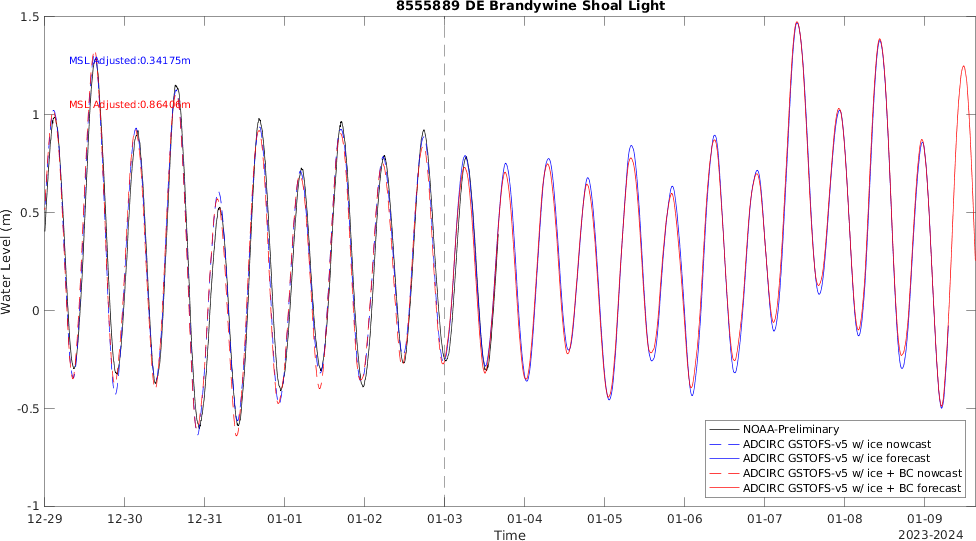 8555889 DE Brandywine Shoal Light
MSL Adjusted:0.34175m
MSL Adjusted:0.86406m
Water Level (m)
1.5
1
0.5
0
-0.5
-1
NOAA-Preliminary
ADCIRC GSTOFS-v5 w/ ice nowcast
ADCIRC GSTOFS-v5 w/ ice forecast
ADCIRC GSTOFS-v5 w/ ice + BC nowcast
ADCIRC GSTOFS-v5 w/ ice + BC forecast
12-29 12-30 12-31 01-01 01-02 01-03 01-04 01-05 01-06 01-07 01-08 01-09
Time
2023-2024